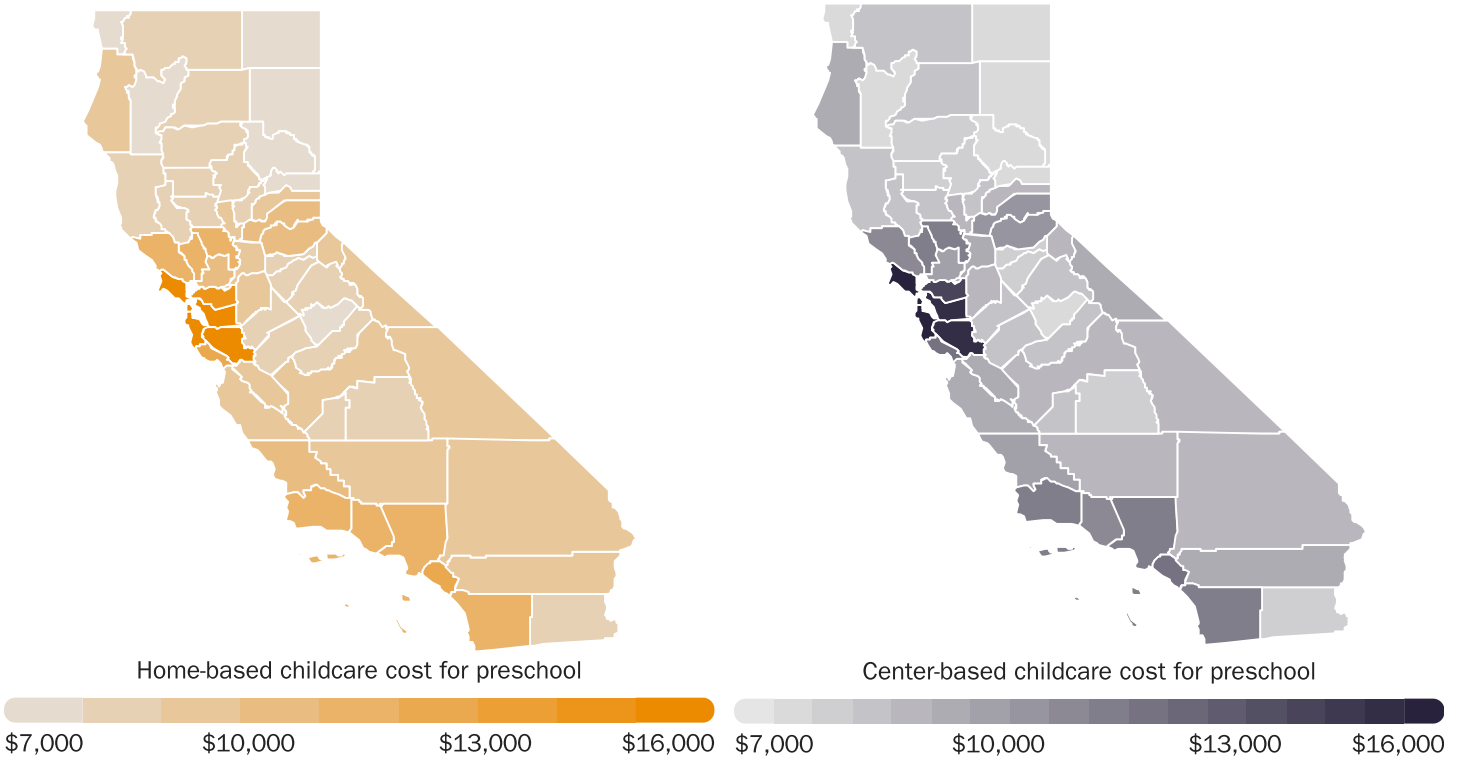 Home-based childcare cost for preschool
$7,000 $10,000 $13,000 $16,000
Center-based childcare cost for preschool
$7,000 $10,000 $13,000 $16,000